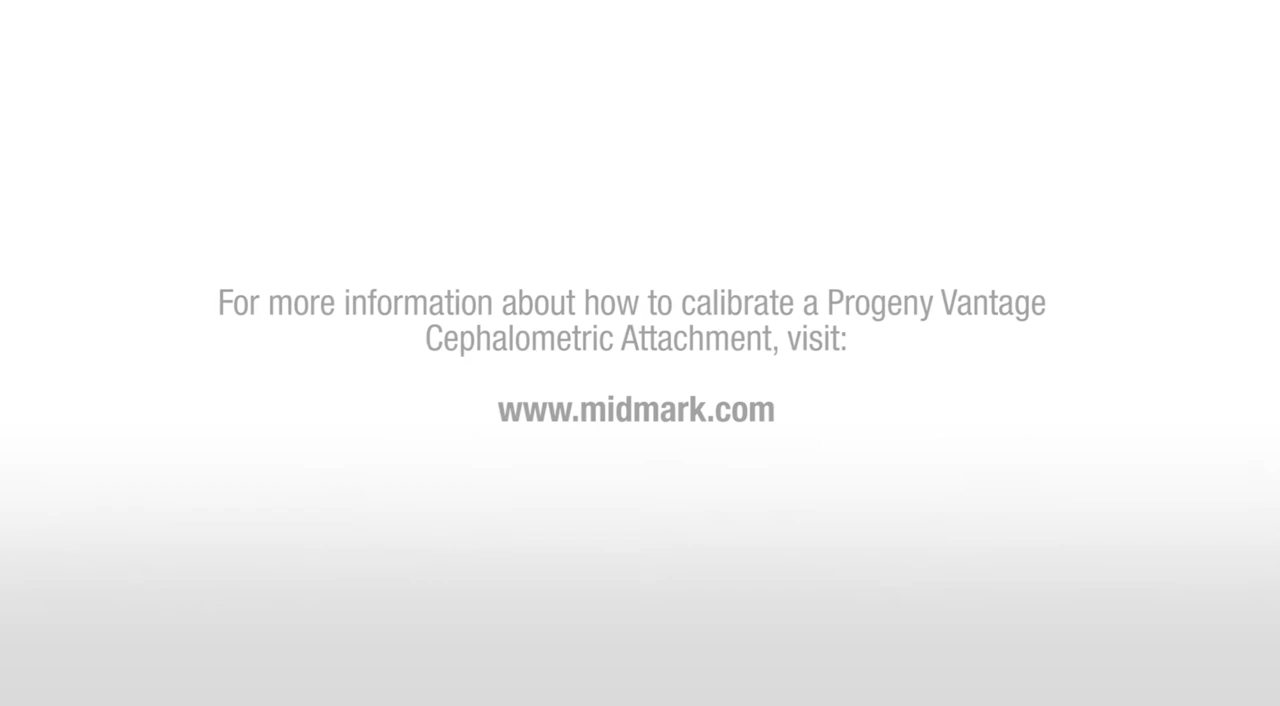 For more information about how to calibrate a Progeny Vantage
Cephalometric Attachment, visit:
www.midmark.com